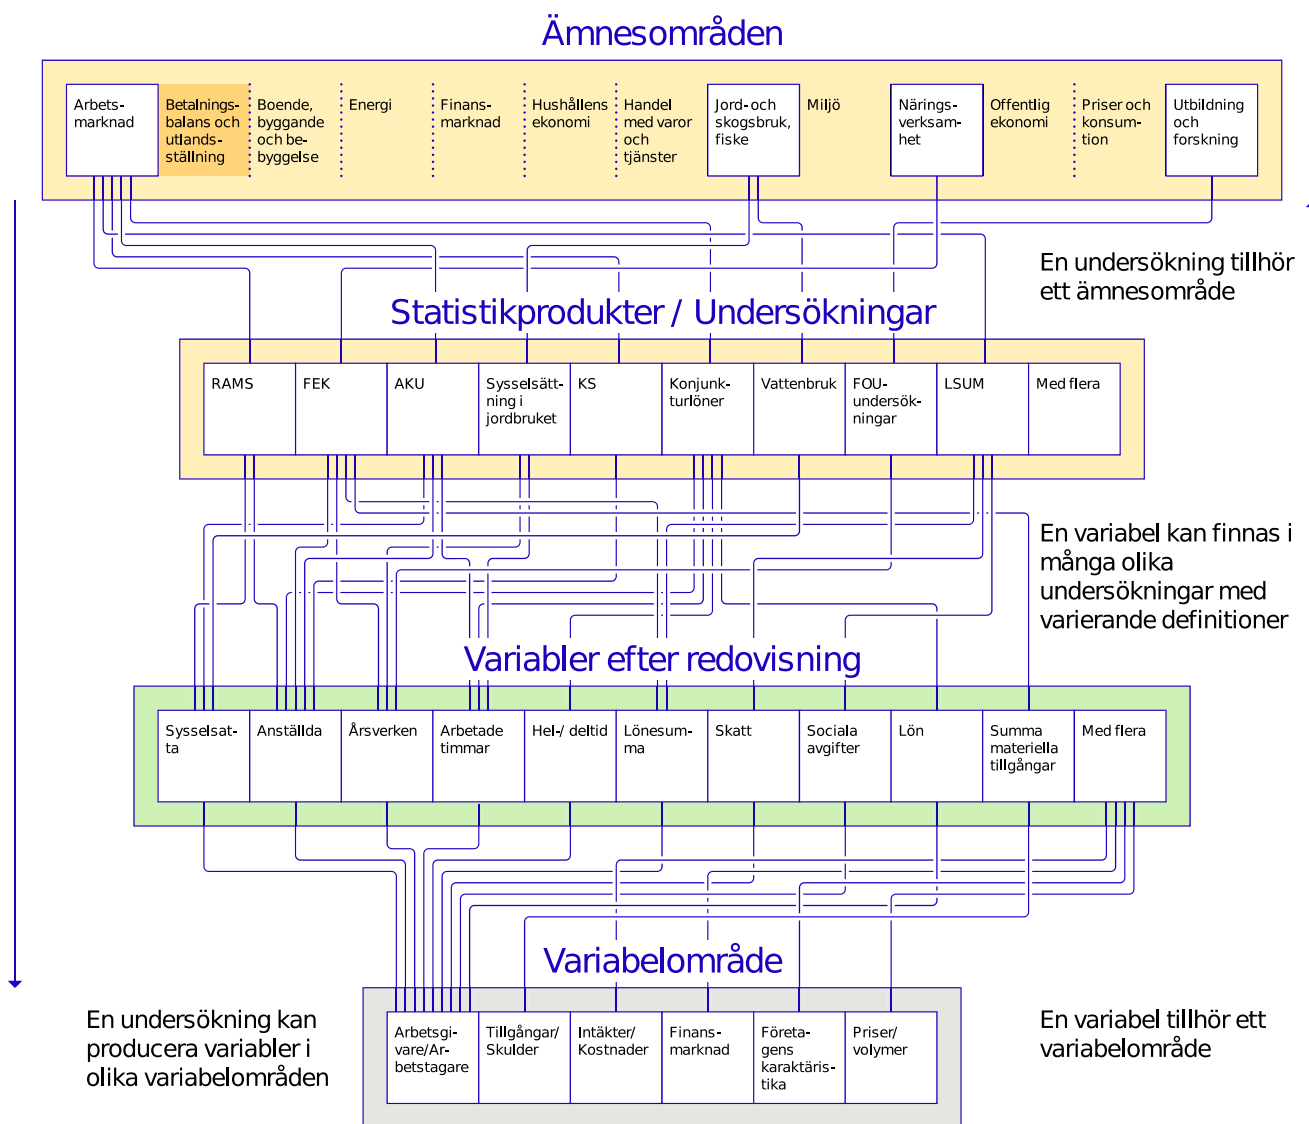 Ämnesområden
Arbets-
marknad
Betalnings-
balans och
utlands-
ställning
Boende,
byggande
och be-
byggelse
Energi
Finans-
marknad
Hushållens
ekonomi
Handel
med varor
och
tjänster
Jord- och
skogsbruk,
fiske
Miljö
Närings-
verksam-
het
Offentlig
ekonomi
Priser och
konsum-
tion
Utbildning
och
forskning
En undersökning tillhör
ett ämnesområde
Statistikprodukter / Undersökningar
RAMS
FEK
AKU
Sysselsätt-
ning i
jordbruket
KS
Konjunk-
turlöner
Vattenbruk
FOU-
undersök-
ningar
LSUM
Med flera
En variabel kan finnas i
många olika
undersökningar med
varierande definitioner
Variabler efter redovisning
Sysselsat-
ta
Anställda
Årsverken
Arbetade
timmar
Hel-/ deltid
Lönesum-
ma
Skatt
Sociala
avgifter
Lön
Summa
materiella
tillgångar
Med flera
Variabelområde
En undersökning kan
producera variabler i
olika variabelområden
Arbetsgi-
vare/Ar-
betstagare
Tillgångar/
Skulder
Intäkter/
Kostnader
Finans-
marknad
Företa-
gens
karaktäris-
tika
Priser/
volymer
En variabel tillhör ett
variabelområde